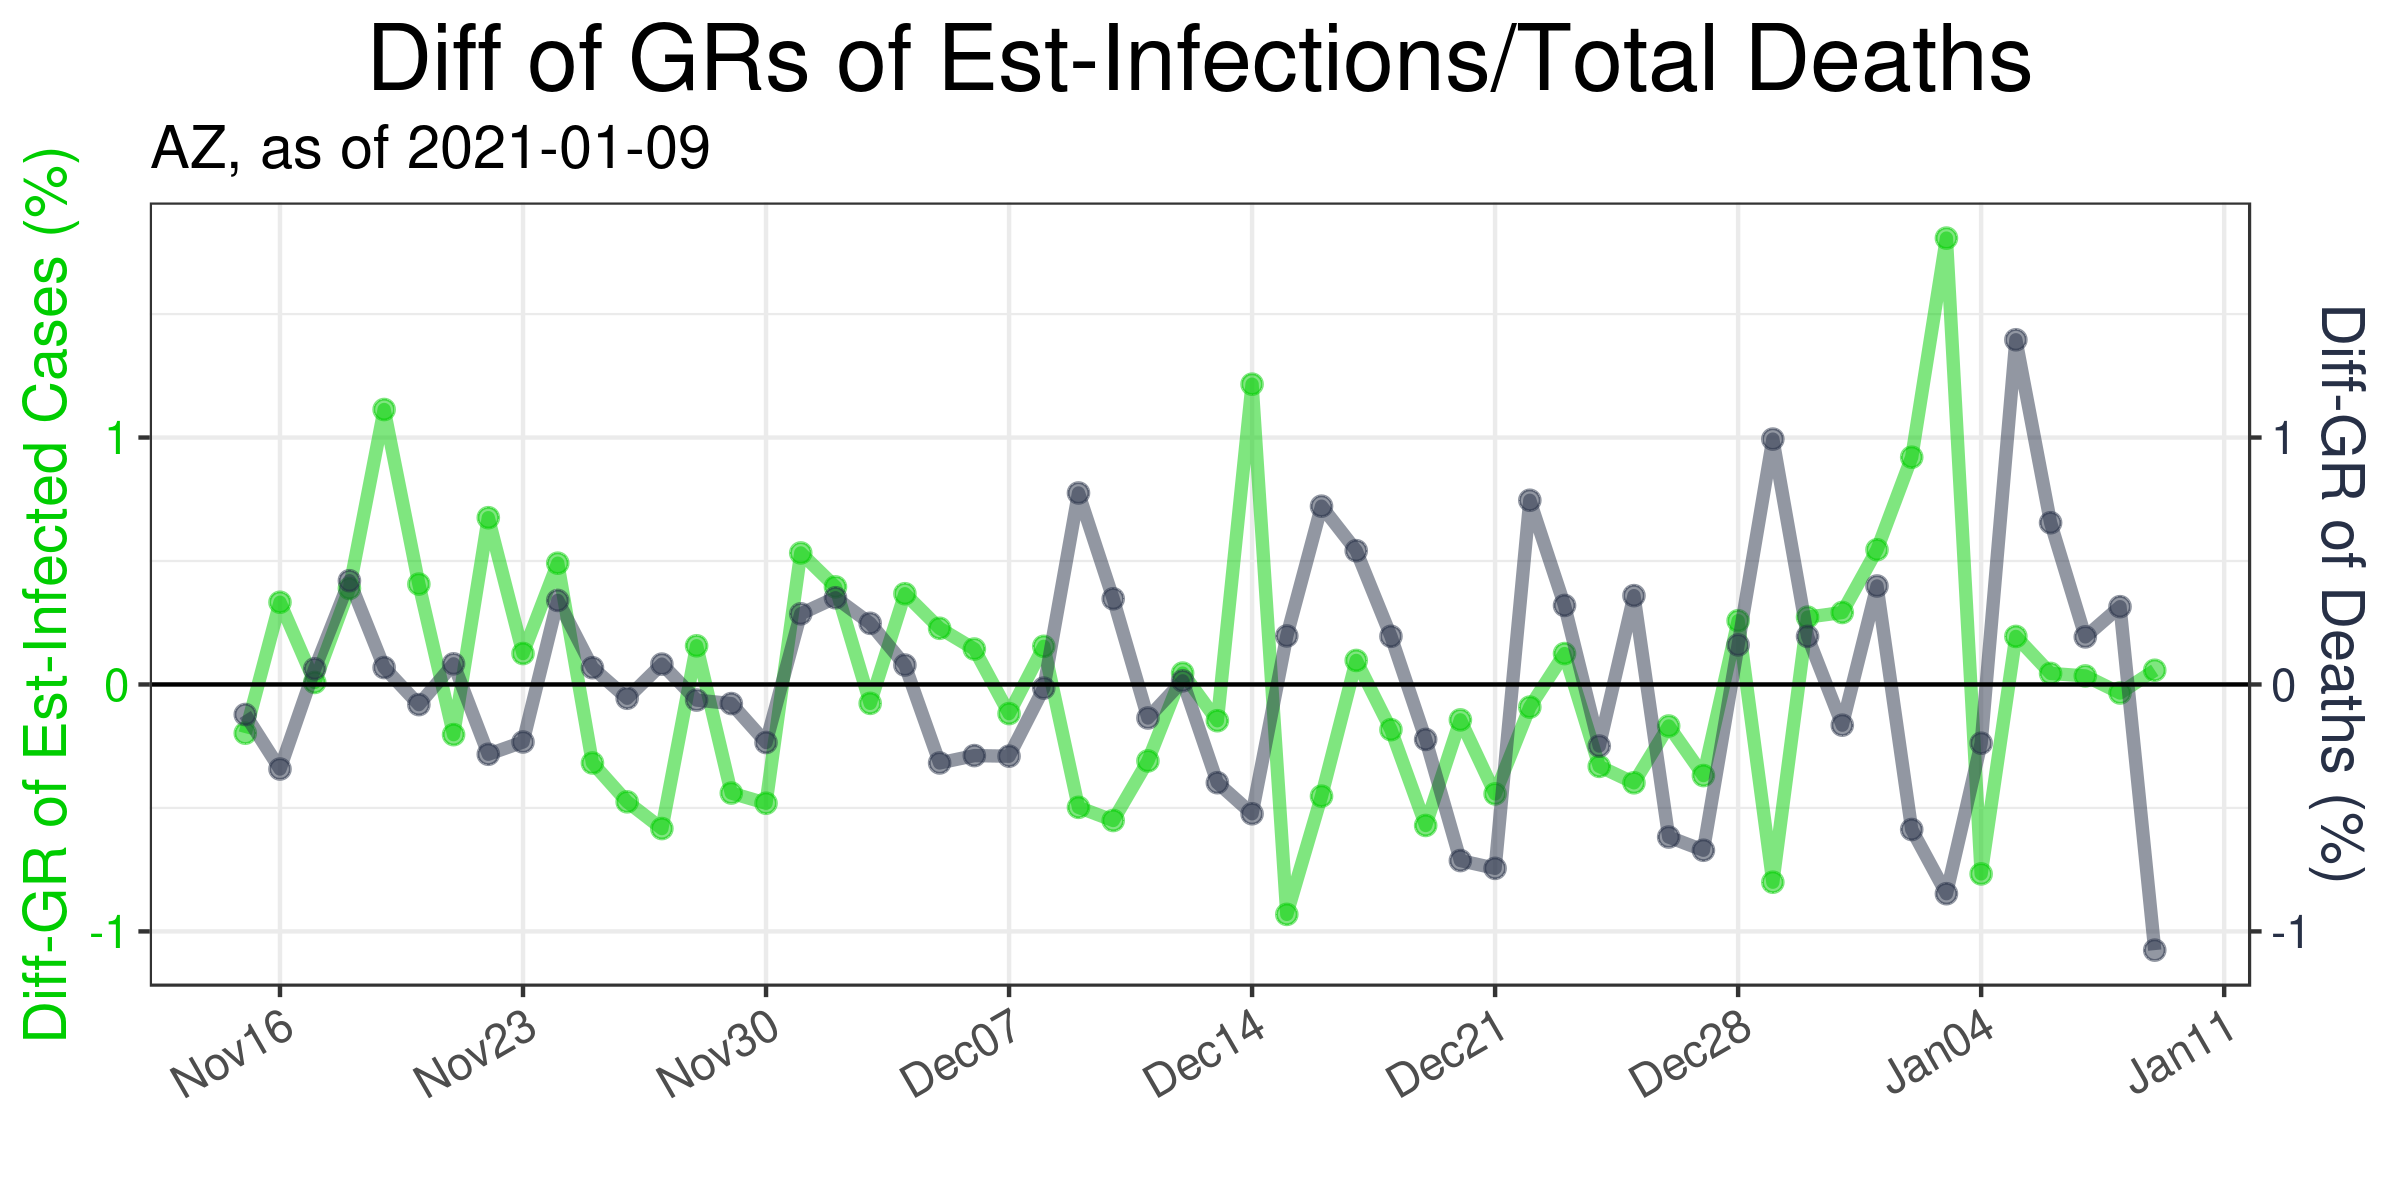 Diff of GRs of Est-Infections/Total Deaths
AZ, as of 2021-01-09
Diff-GR of Est-Infected Cases (%)
1
0
-1
1
0
-1
Diff-GR of Deaths (%)
Nov16
Nov23
Nov30
Dec07
Dec14
Dec21
Dec28
Jan04
Jan11